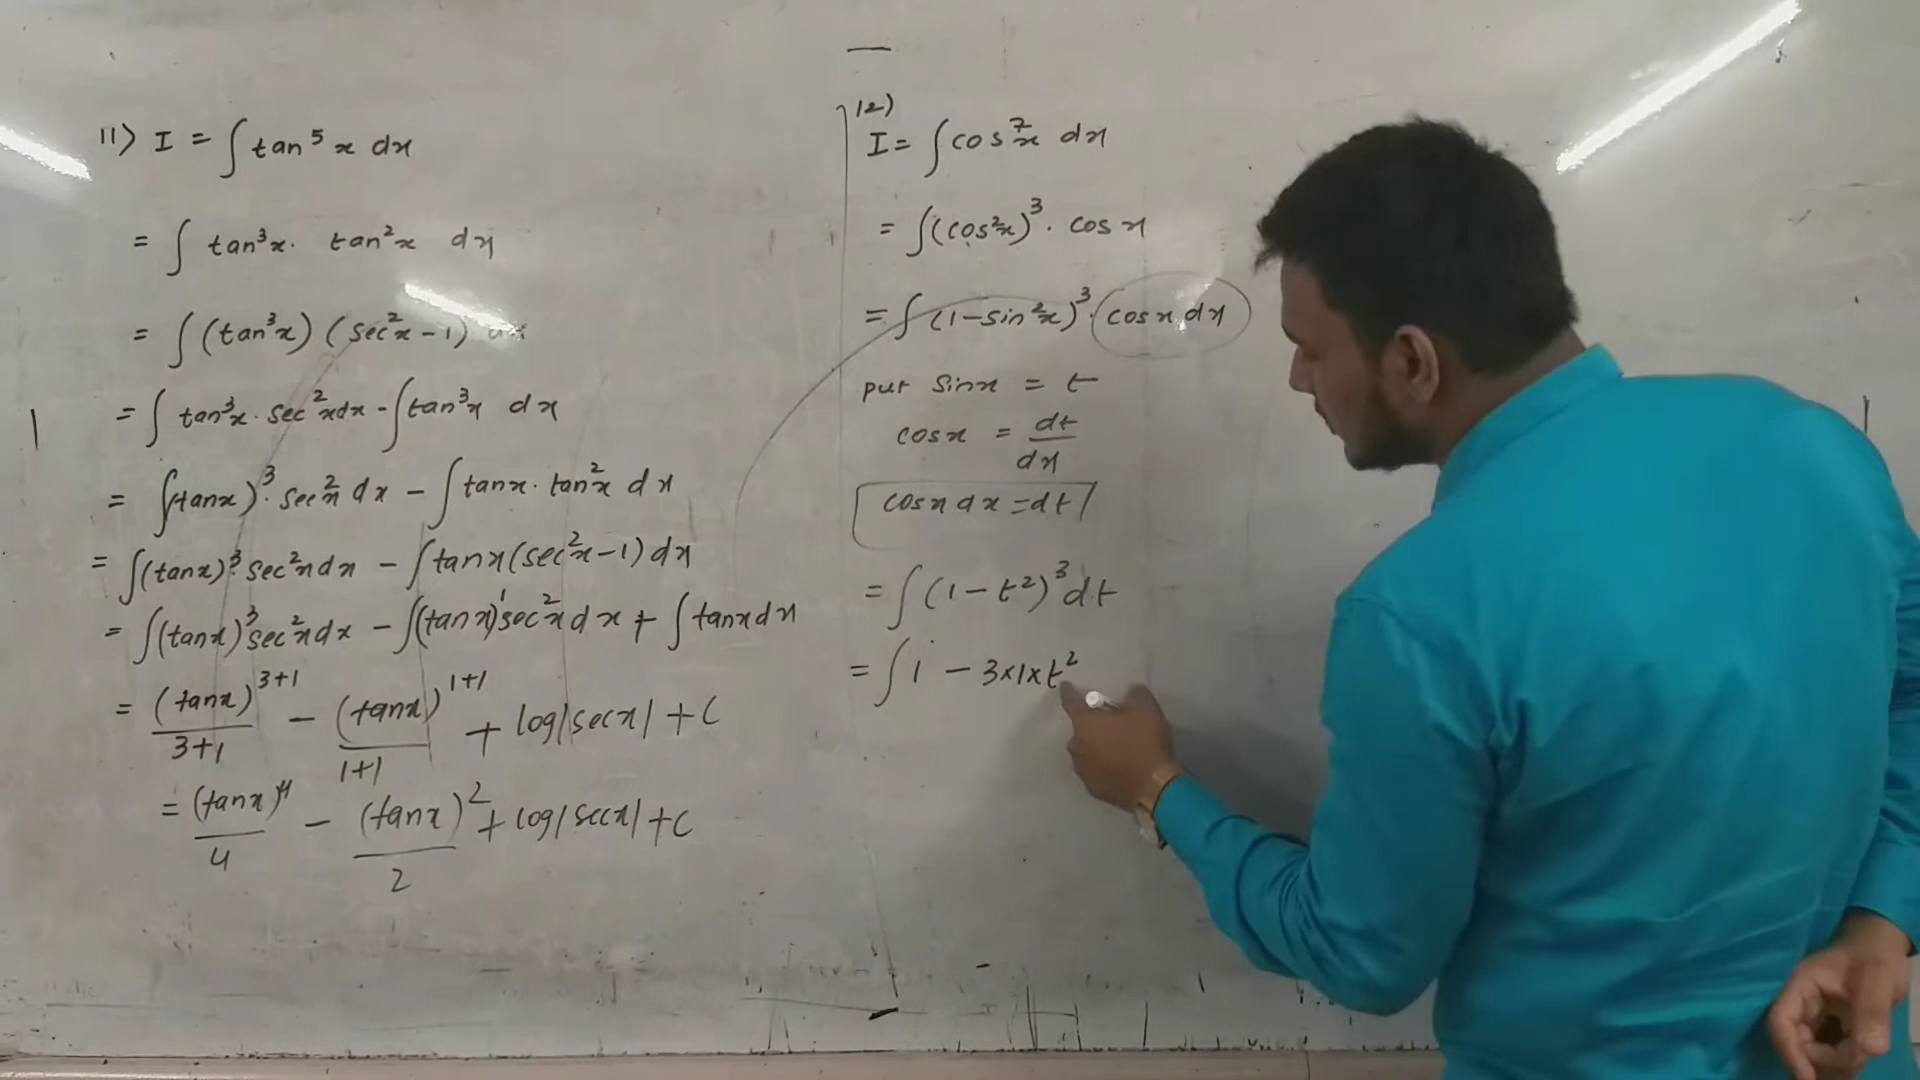 11) I = ∫ tan⁵ x dx
= ∫ tan³x · tan²x dx
= ∫ (tan³x) (sec²x - 1) dx
= ∫ tan³x · sec²x dx - ∫ tan³x dx
= ∫(tanx)³ · sec²x dx - ∫ tanx · tan²x dx
= ∫(tanx)³ · sec²x dx - ∫ tanx (sec²x - 1) dx
= ∫(tanx)³ sec²x dx - ∫(tanx)¹ sec²x dx + ∫ tanx dx
= (tanx)³⁺¹/3+1 - (tanx)¹⁺¹/1+1 + log|secx| + C
= (tanx)⁴/4 - (tanx)²/2 + log|secx| + C
12)
I = ∫ cos⁷x dx
= ∫(cos²x)³ · cosx
= ∫ (1-sin²x)³ · cosx dx
put sinx = t
cosx = dt/dx
cosx dx = dt
= ∫ (1 - t²)³ dt
= ∫ 1 - 3×1×t²